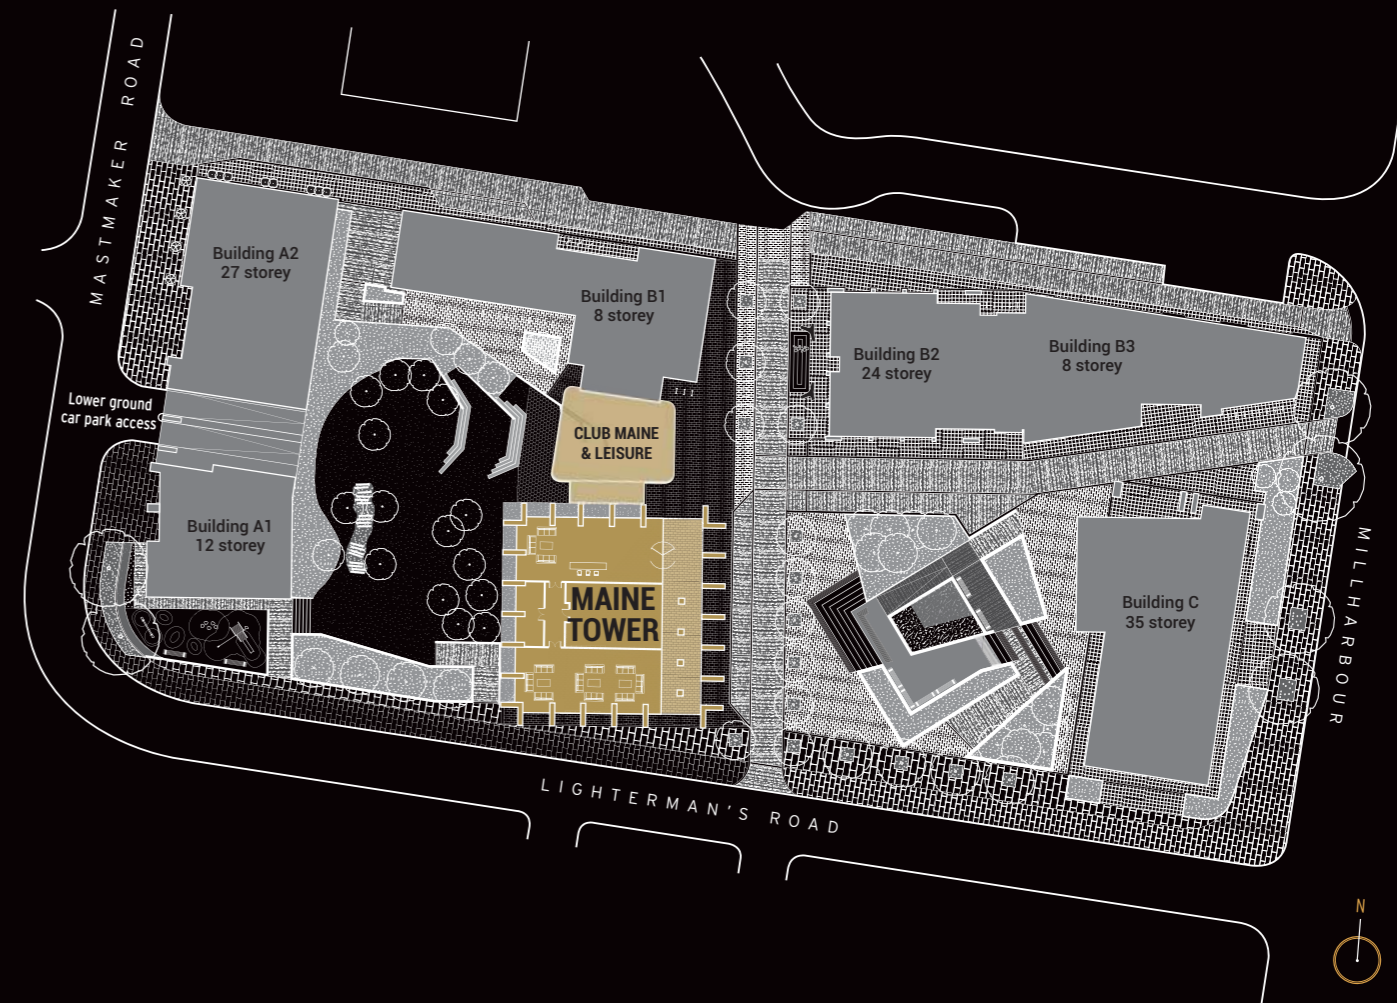 MASTMAKER ROAD
Building A2
27 storey
Building B1
8 storey
Building B2
24 storey
Building B3
8 storey
Lower ground
car park access
CLUB MAINE
& LEISURE
Building A1
12 storey
MAINE
TOWER
Building C
35 storey
MILLHARBOUR
LIGHTERMAN'S ROAD
N